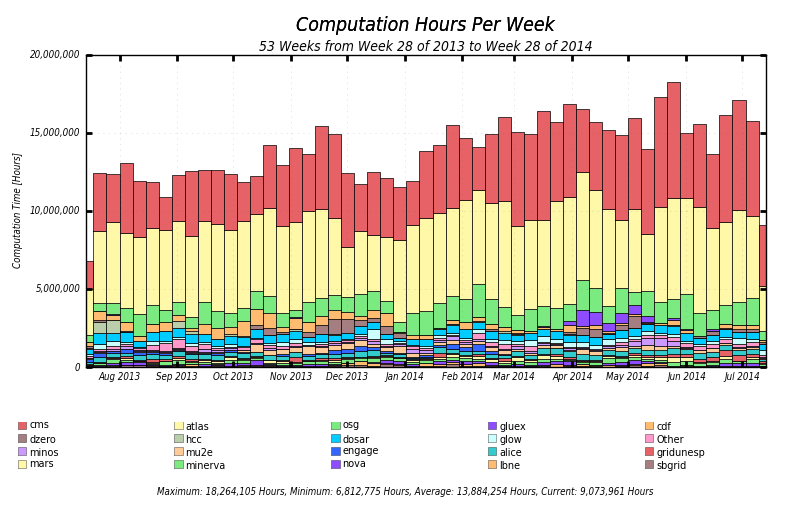 Computation Hours Per Week
53 Weeks from Week 28 of 2013 to Week 28 of 2014
20,000,000
15,000,000
10,000,000
5,000,000
0
Computation Time [Hours]
Aug 2013 Sep 2013 Oct 2013 Nov 2013 Dec 2013 Jan 2014 Feb 2014 Mar 2014 Apr 2014 May 2014 Jun 2014 Jul 2014
cms atlas osg gluex cdf
dzero hcc dosar glow Other
minos mu2e engage alice gridunesp
mars minerva nova lbne sbgrid
Maximum: 18,264,105 Hours, Minimum: 6,812,775 Hours, Average: 13,884,254 Hours, Current: 9,073,961 Hours